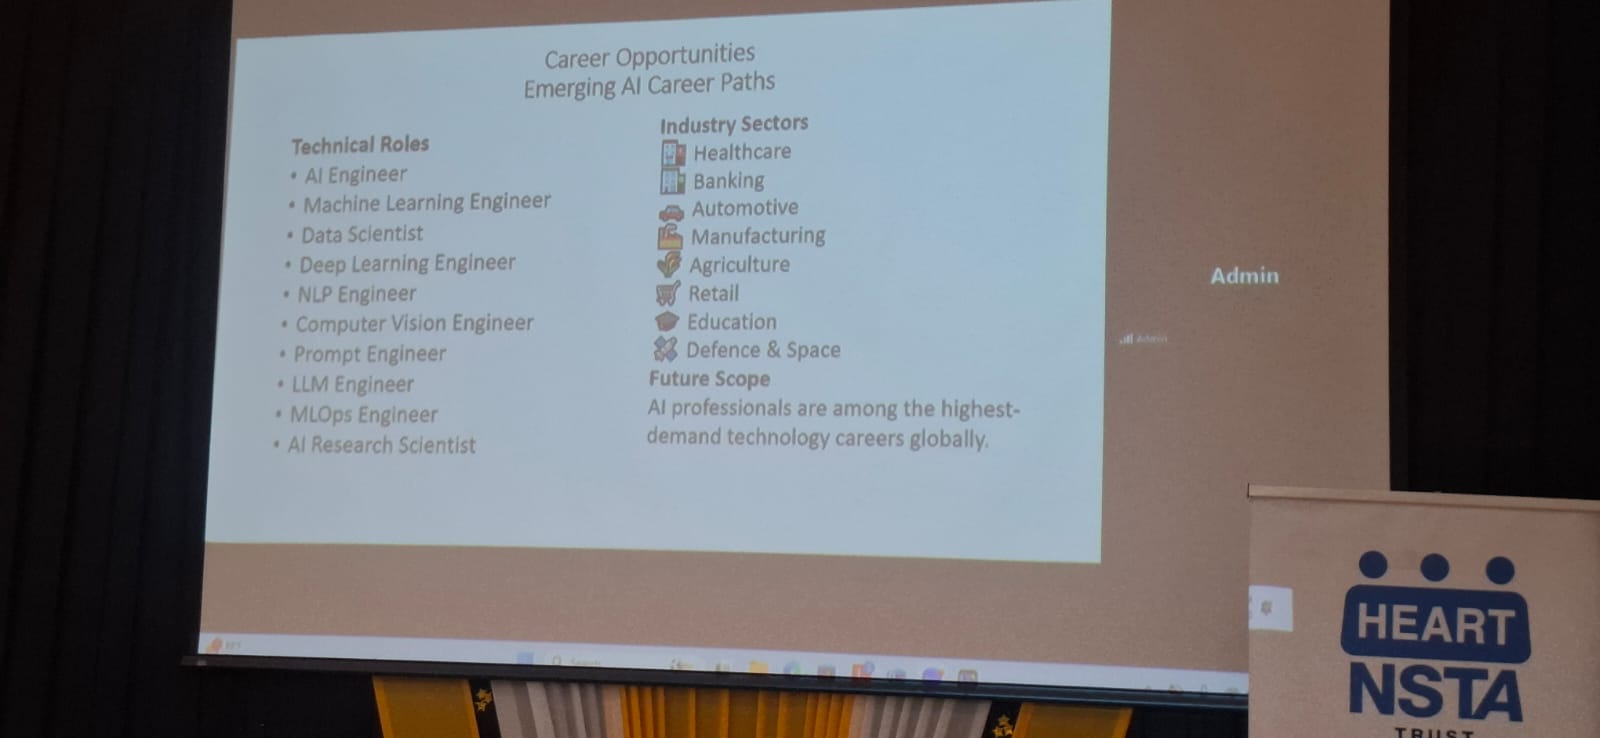 Career Opportunities
Emerging AI Career Paths
Technical Roles
• AI Engineer
• Machine Learning Engineer
• Data Scientist
• Deep Learning Engineer
• NLP Engineer
• Computer Vision Engineer
• Prompt Engineer
• LLM Engineer
• MLOps Engineer
• AI Research Scientist
Industry Sectors
Healthcare
Banking
Automotive
Manufacturing
Agriculture
Retail
Education
Defence & Space
Future Scope
AI professionals are among the highest-
demand technology careers globally.
Admin
Admin
HEART
NSTA
TRUST